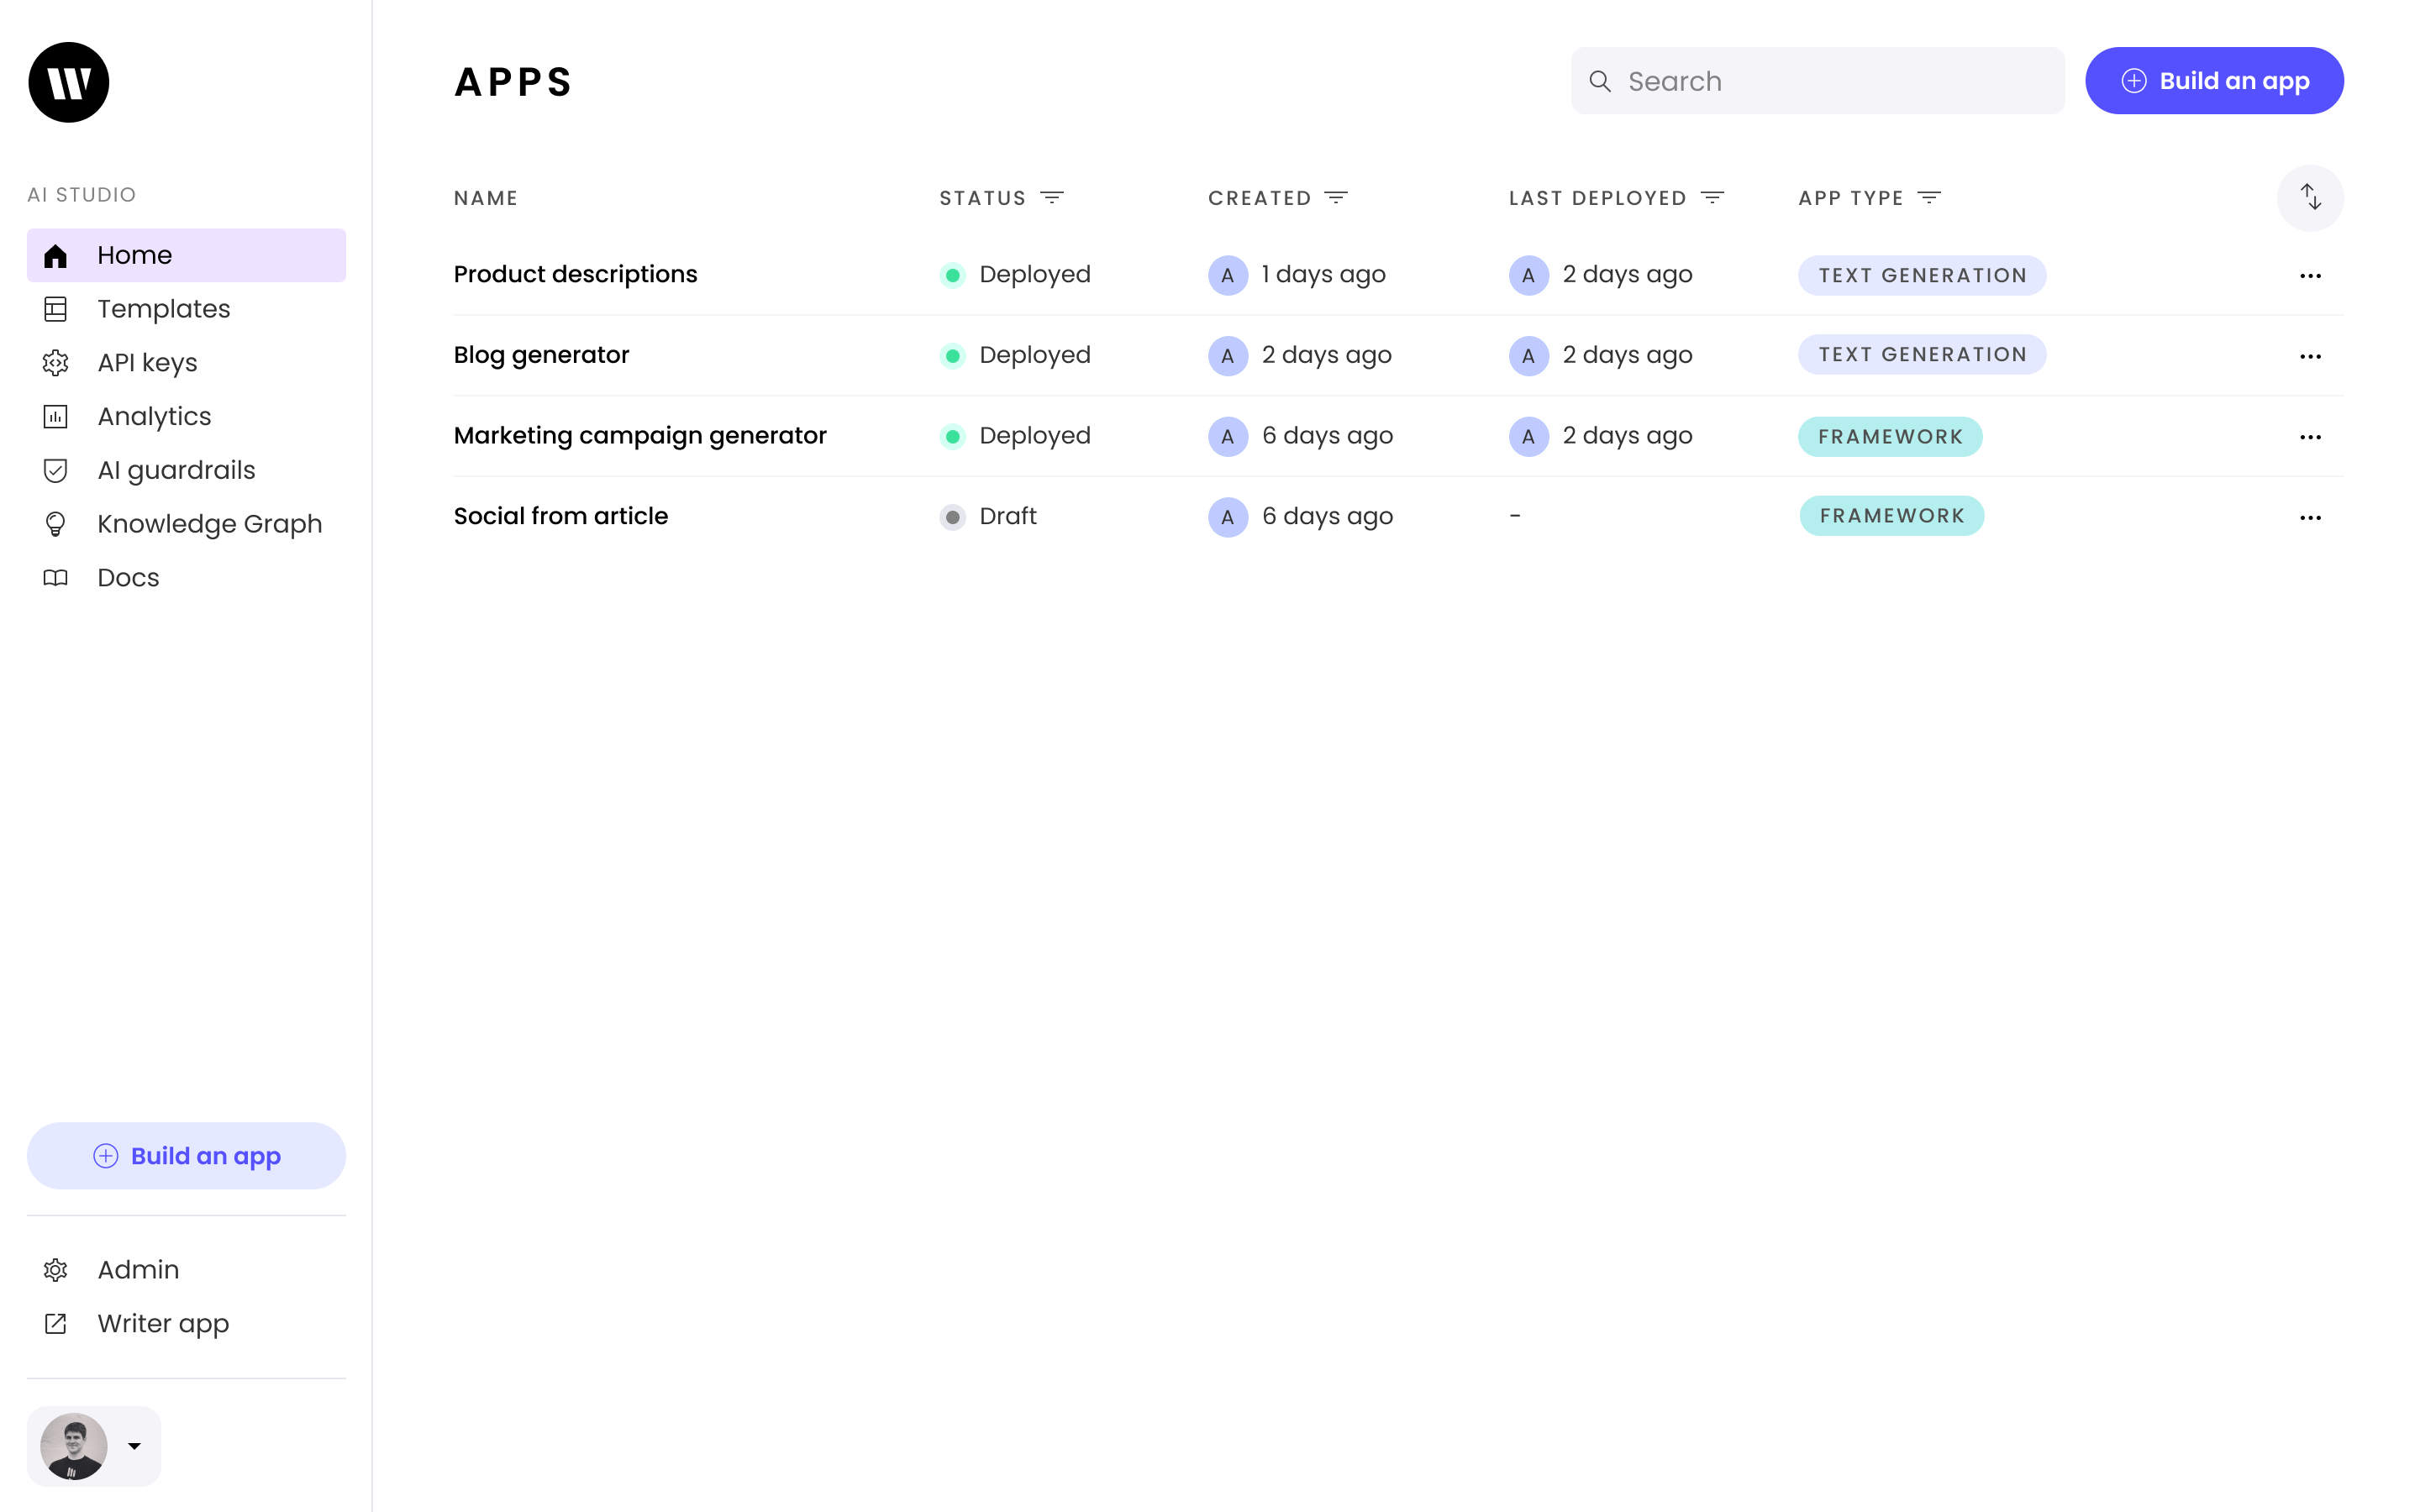 AI STUDIO
Home
Templates
API keys
Analytics
AI guardrails
Knowledge Graph
Docs
Build an app
Admin
Writer app
APPS
Search
Build an app
NAME STATUS CREATED LAST DEPLOYED APP TYPE
Product descriptions Deployed A 1 days ago A 2 days ago TEXT GENERATION
Blog generator Deployed A 2 days ago A 2 days ago TEXT GENERATION
Marketing campaign generator Deployed A 6 days ago A 2 days ago FRAMEWORK
Social from article Draft A 6 days ago - FRAMEWORK